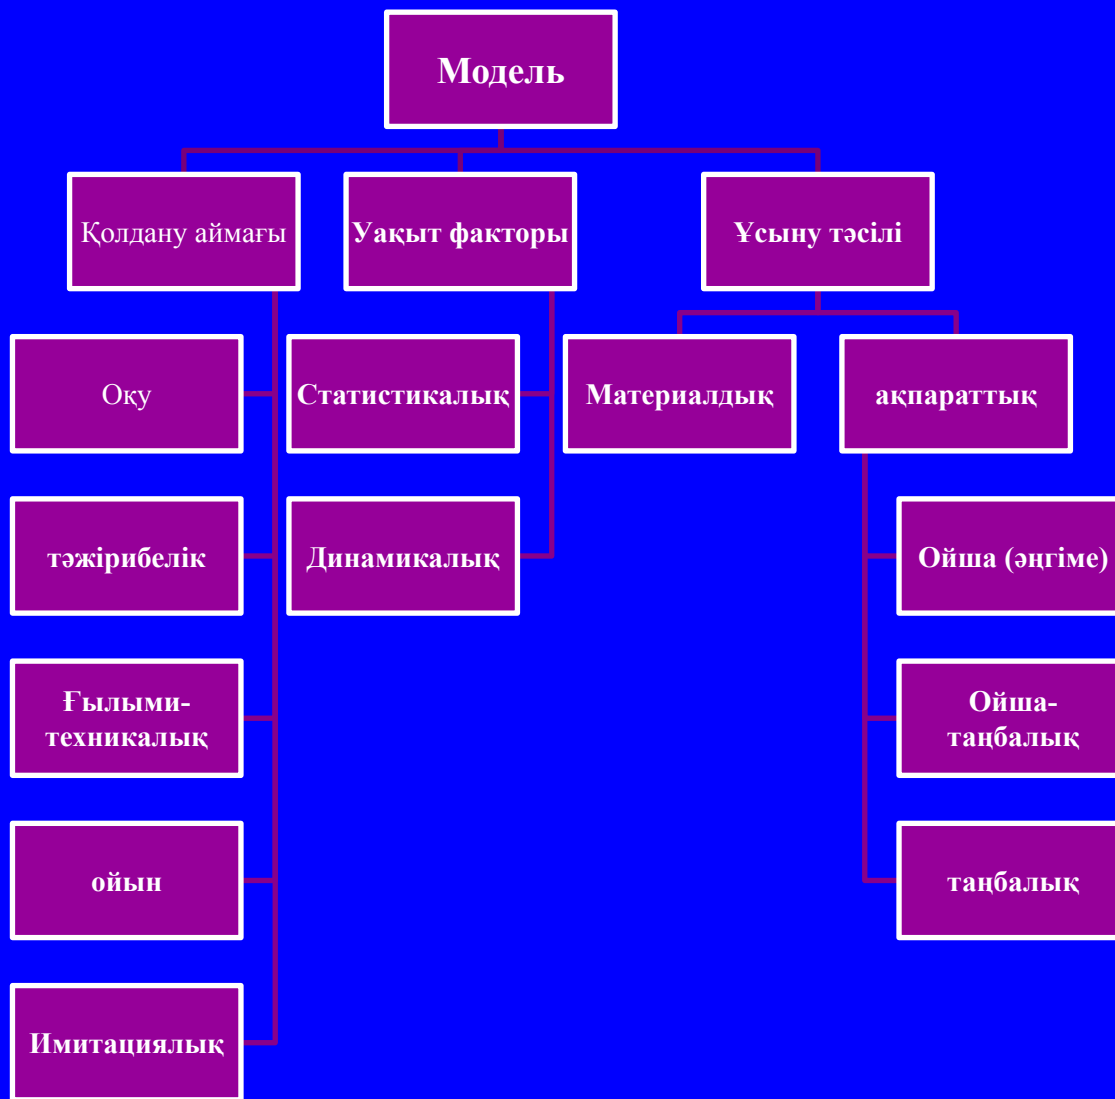 Модель
Қолдану аймағы
Уақыт факторы
Ұсыну тәсілі
Оқу
Статистикалық
Материалдық
ақпараттық
тәжірибелік
Динамикалық
Ойша (әңгіме)
Ғылыми-
техникалық
Ойша-
таңбалық
ойын
таңбалық
Имитациялық